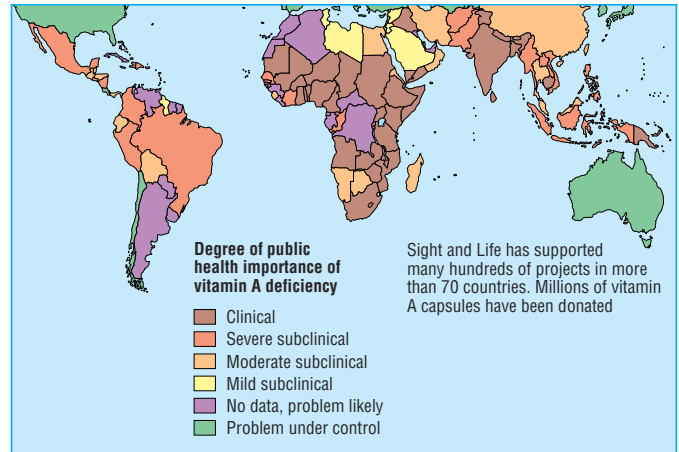 Degree of public
health importance of
vitamin A deficiency
Clinical
Severe subclinical
Moderate subclinical
Mild subclinical
No data, problem likely
Problem under control
Sight and Life has supported
many hundreds of projects in more
than 70 countries. Millions of vitamin
A capsules have been donated